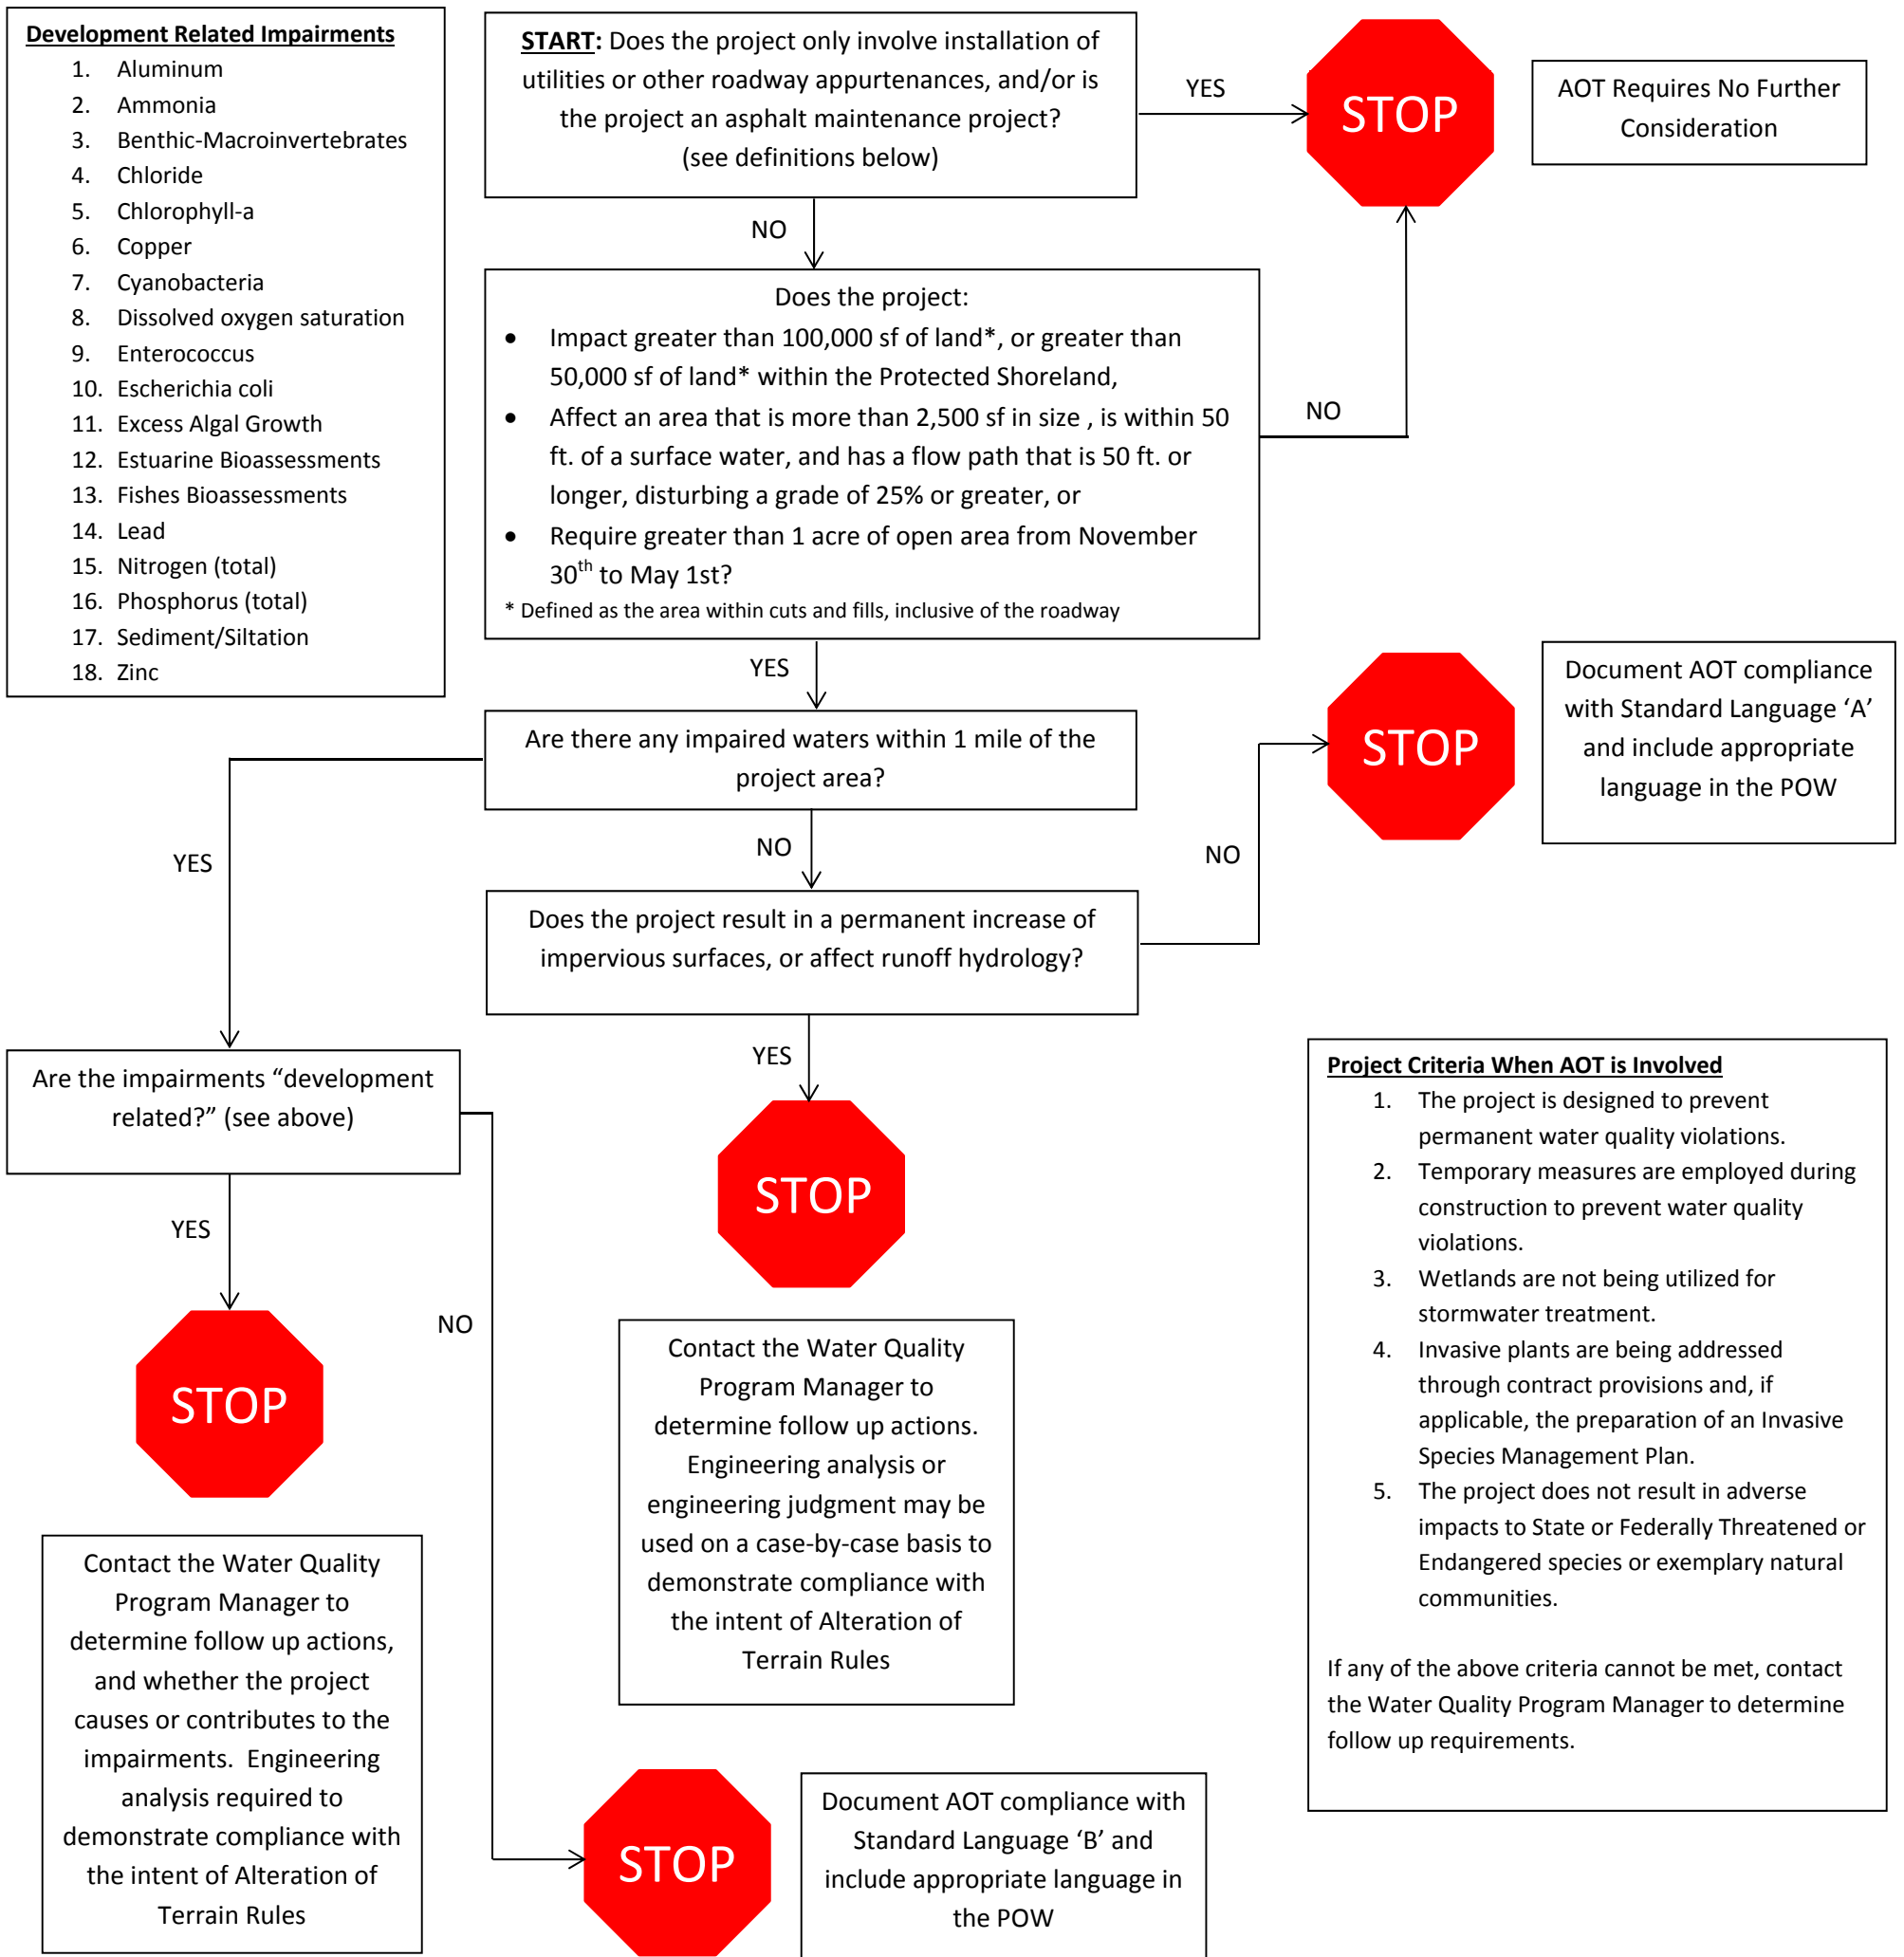 Development Related Impairments
1. Aluminum
2. Ammonia
3. Benthic-Macroinvertebrates
4. Chloride
5. Chlorophyll-a
6. Copper
7. Cyanobacteria
8. Dissolved oxygen saturation
9. Enterococcus
10. Escherichia coli
11. Excess Algal Growth
12. Estuarine Bioassessments
13. Fishes Bioassessments
14. Lead
15. Nitrogen (total)
16. Phosphorus (total)
17. Sediment/Siltation
18. Zinc
START: Does the project only involve installation of
utilities or other roadway appurtenances, and/or is
the project an asphalt maintenance project?
(see definitions below)
YES
STOP
AOT Requires No Further
Consideration
NO
Does the project:
• Impact greater than 100,000 sf of land*, or greater than
50,000 sf of land* within the Protected Shoreland,
• Affect an area that is more than 2,500 sf in size , is within 50
ft. of a surface water, and has a flow path that is 50 ft. or
longer, disturbing a grade of 25% or greater, or
• Require greater than 1 acre of open area from November
30th to May 1st?
* Defined as the area within cuts and fills, inclusive of the roadway
NO
YES
Are there any impaired waters within 1 mile of the
project area?
STOP
Document AOT compliance
with Standard Language ‘A’
and include appropriate
language in the POW
YES
NO
NO
Does the project result in a permanent increase of
impervious surfaces, or affect runoff hydrology?
YES
Are the impairments “development
related?” (see above)
YES
NO
STOP
Contact the Water Quality
Program Manager to
determine follow up actions,
and whether the project
causes or contributes to the
impairments.  Engineering
analysis required to
demonstrate compliance with
the intent of Alteration of
Terrain Rules
STOP
Contact the Water Quality
Program Manager to
determine follow up actions.
Engineering analysis or
engineering judgment may be
used on a case-by-case basis to
demonstrate compliance with
the intent of Alteration of
Terrain Rules
STOP
Document AOT compliance with
Standard Language ‘B’ and
include appropriate language in
the POW
Project Criteria When AOT is Involved
1. The project is designed to prevent
permanent water quality violations.
2. Temporary measures are employed during
construction to prevent water quality
violations.
3. Wetlands are not being utilized for
stormwater treatment.
4. Invasive plants are being addressed
through contract provisions and, if
applicable, the preparation of an Invasive
Species Management Plan.
5. The project does not result in adverse
impacts to State or Federally Threatened or
Endangered species or exemplary natural
communities.
If any of the above criteria cannot be met, contact
the Water Quality Program Manager to determine
follow up requirements.